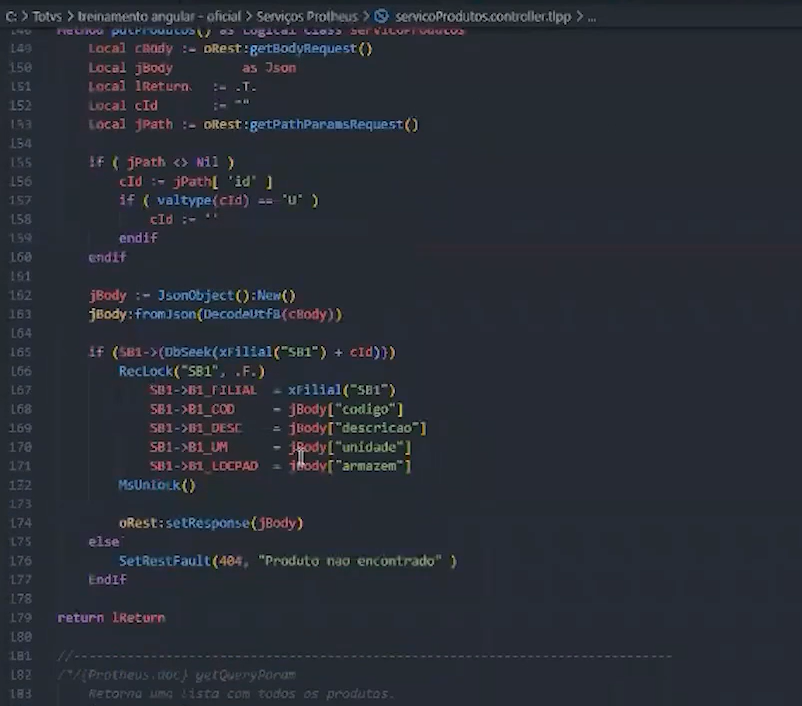 C: > Totvs > treinamento angular - oficial > Serviços Protheus > servicoProdutos.controller.tlpp > ...
148 Method putProdutos() as Logical class servicoProdutos
149 Local cBody := oRest:getBodyRequest()
150 Local jBody as Json
151 Local lReturn := .T.
152 Local cId := ""
153 Local jPath := oRest:getPathParamsRequest()
154
155 if ( jPath <> Nil )
156 cId := jPath[ 'id' ]
157 if ( valtype(cId) == 'U' )
158 cId := ''
159 endif
160 endif
161
162 jBody := JsonObject():New()
163 jBody:fromJson(DecodeUtf8(cBody))
164
165 if (SB1->(DbSeek(xFilial("SB1") + cId)))
166 RecLock("SB1", .F.)
167 SB1->B1_FILIAL = xFilial("SB1")
168 SB1->B1_COD = jBody["codigo"]
169 SB1->B1_DESC = jBody["descricao"]
170 SB1->B1_UM = jBody["unidade"]
171 SB1->B1_LOCPAD = jBody["armazem"]
172 MsUnlock()
173
174 oRest:setResponse(jBody)
175 else
176 SetRestFault(404, "Produto nao encontrado" )
177 EndIf
178
179 return lReturn
180
181 //-------------------------------------------------------------------------------
182 /*/{Protheus.doc} getQueryParam
183 Retorna uma lista com todos os produtos.